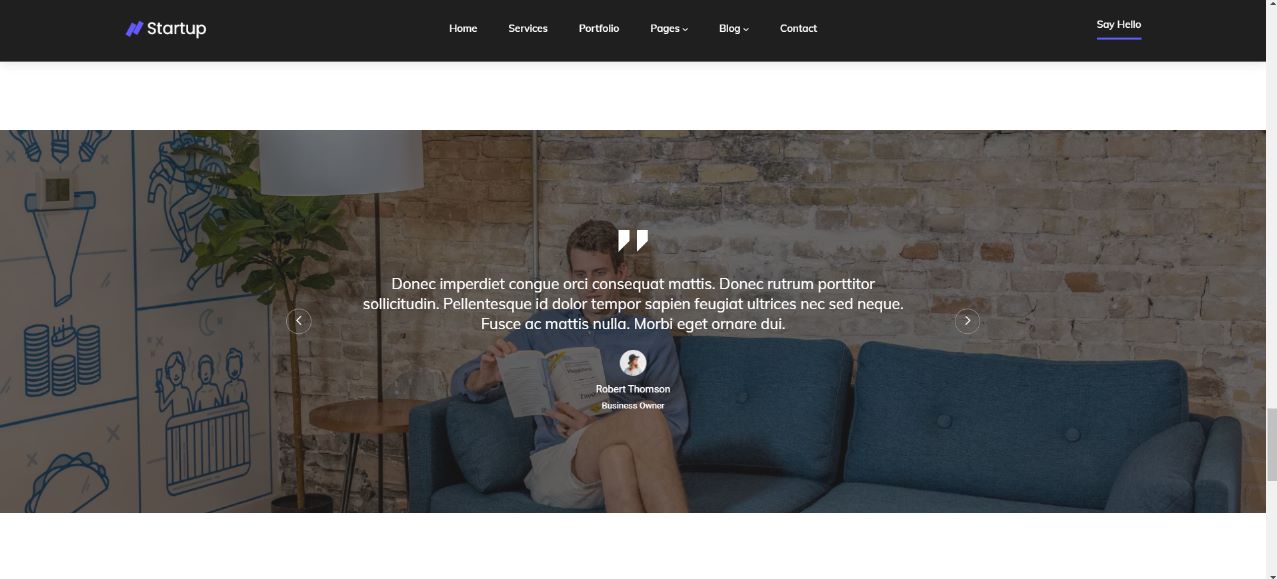 Startup
Home
Services
Portfolio
Pages
Blog
Contact
Say Hello
Donec imperdiet congue orci consequat mattis. Donec rutrum porttitor
sollicitudin. Pellentesque id dolor tempor sapien feugiat ultrices nec sed neque.
Fusce ac mattis nulla. Morbi eget ornare dui.
Robert Thomson
Business Owner